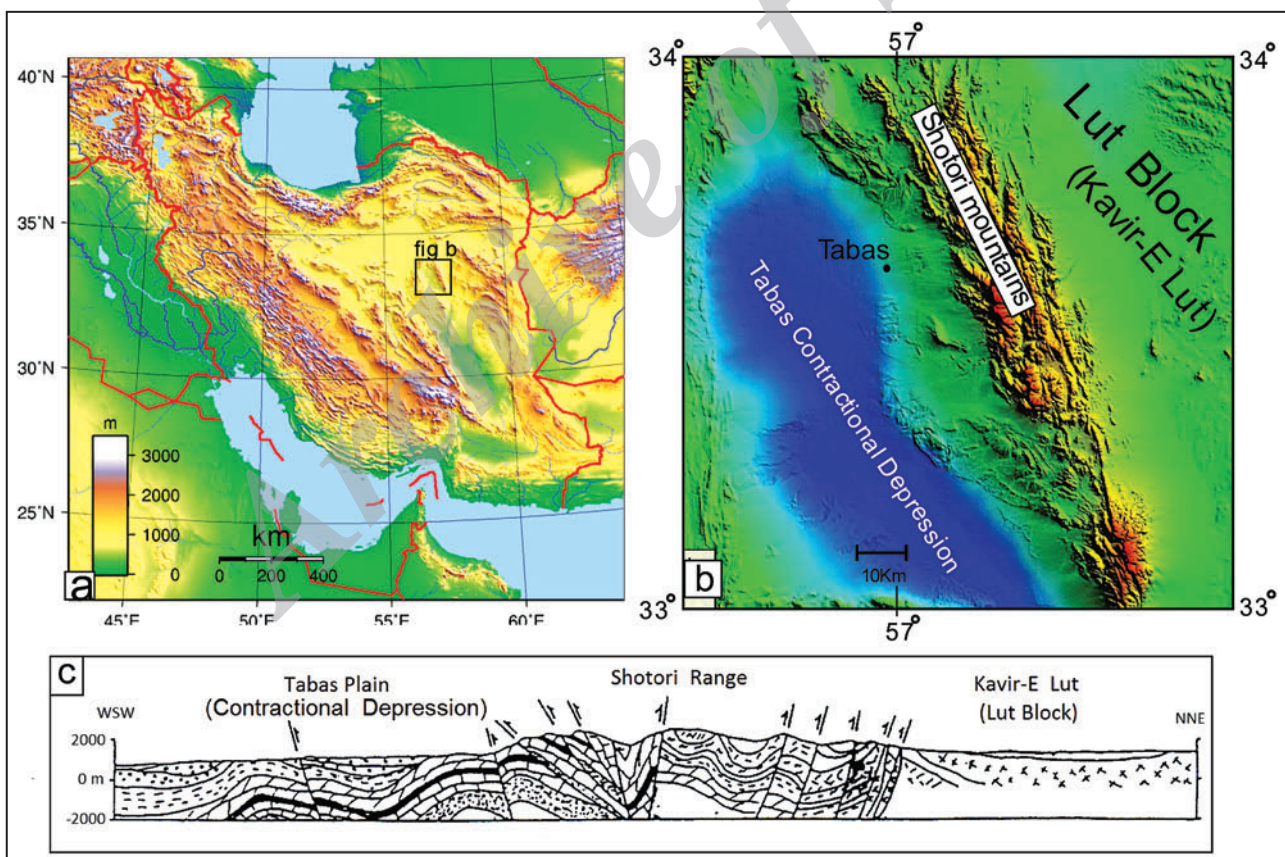 40°N
35°N
30°N
25°N
45°E
50°E
55°E
60°E
fig b
m
3000
2000
1000
0
km
0 200 400
a
57°
34°
34°
Shotori mountains
Lut Block
(Kavir-E Lut)
Tabas
Tabas Contractional Depression
10Km
b
33°
33°
57°
c
Tabas Plain
(Contractional Depression)
Shotori Range
Kavir-E Lut
(Lut Block)
WSW
NNE
2000
0 m
-2000
Archive of